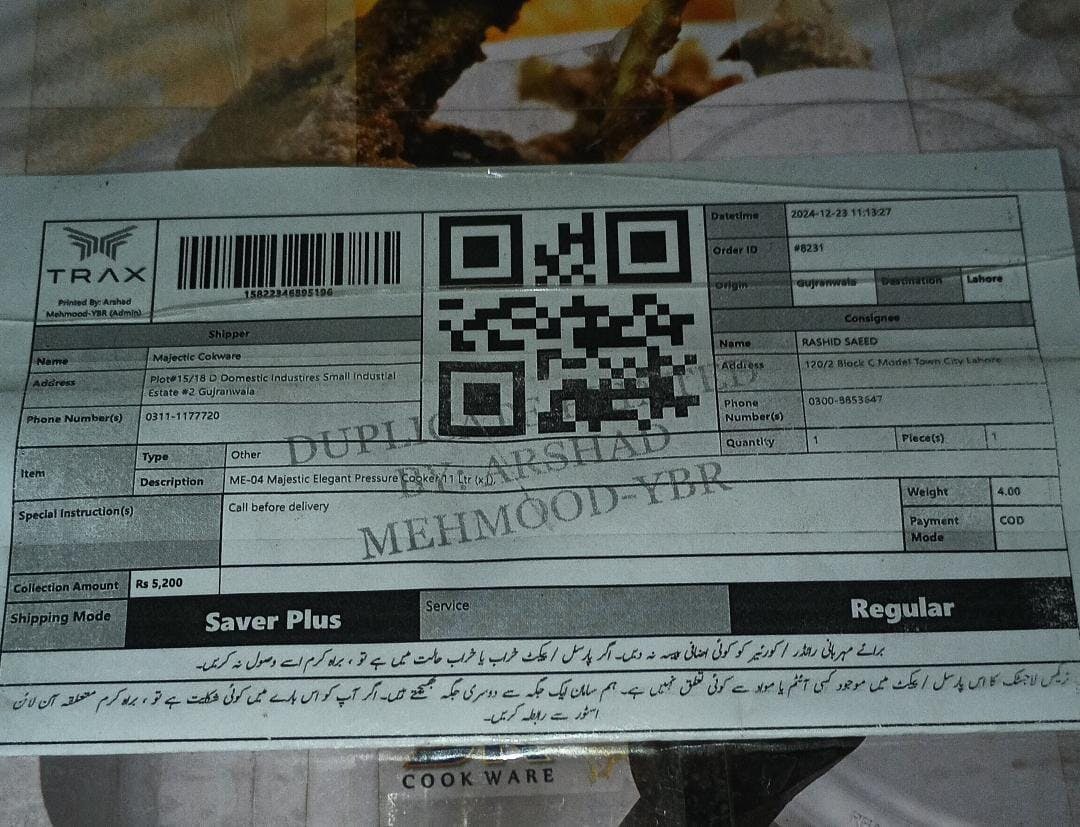 TRAX
Printed By: Arshad
Mehmood-YBR (Admin)
15822346895196
Datetime 2024-12-23 11:13:27
Order ID #8231
Origin Gujranwala Destination Lahore
Shipper
Name Majectic Cokware
Address Plot#15/18 D Domestic Industires Small Industial
Estate #2 Gujranwala
Phone Number(s) 0311-1177720
Consignee
Name RASHID SAEED
Address 120/2 Block C Model Town City Lahore
Phone
Number(s) 0300-8853647
Quantity 1 Piece(s) 1
Item Type Other
Description ME-04 Majestic Elegant Pressure Cooker 11 Ltr (x1),
Special Instruction(s) Call before delivery
Weight 4.00
Payment
Mode COD
DUPLICATE PRINTED
BY: ARSHAD
MEHMOOD-YBR
Collection Amount Rs 5,200
Shipping Mode Saver Plus Service Regular
برائے مہربانی رائڈر / کورئیر کو کوئی اضافی پیسہ نہ دیں۔ اگر پارسل / پیکٹ خراب یا خراب حالت میں ہے تو ، براہ کرم اسے وصول نہ کریں۔
ٹریکس لاجسٹک کا اس پارسل / پیکٹ میں موجود کسی آئٹم یا مواد سے کوئی تعلق نہیں ہے۔ ہم سامان ایک جگہ سے دوسری جگہ بھیجتے ہیں۔ اگر آپ کو اس بارے میں کوئی شکایت ہے تو ، براہ کرم متعلقہ آن لائن
اسٹور سے رابطہ کریں۔
COOK WARE